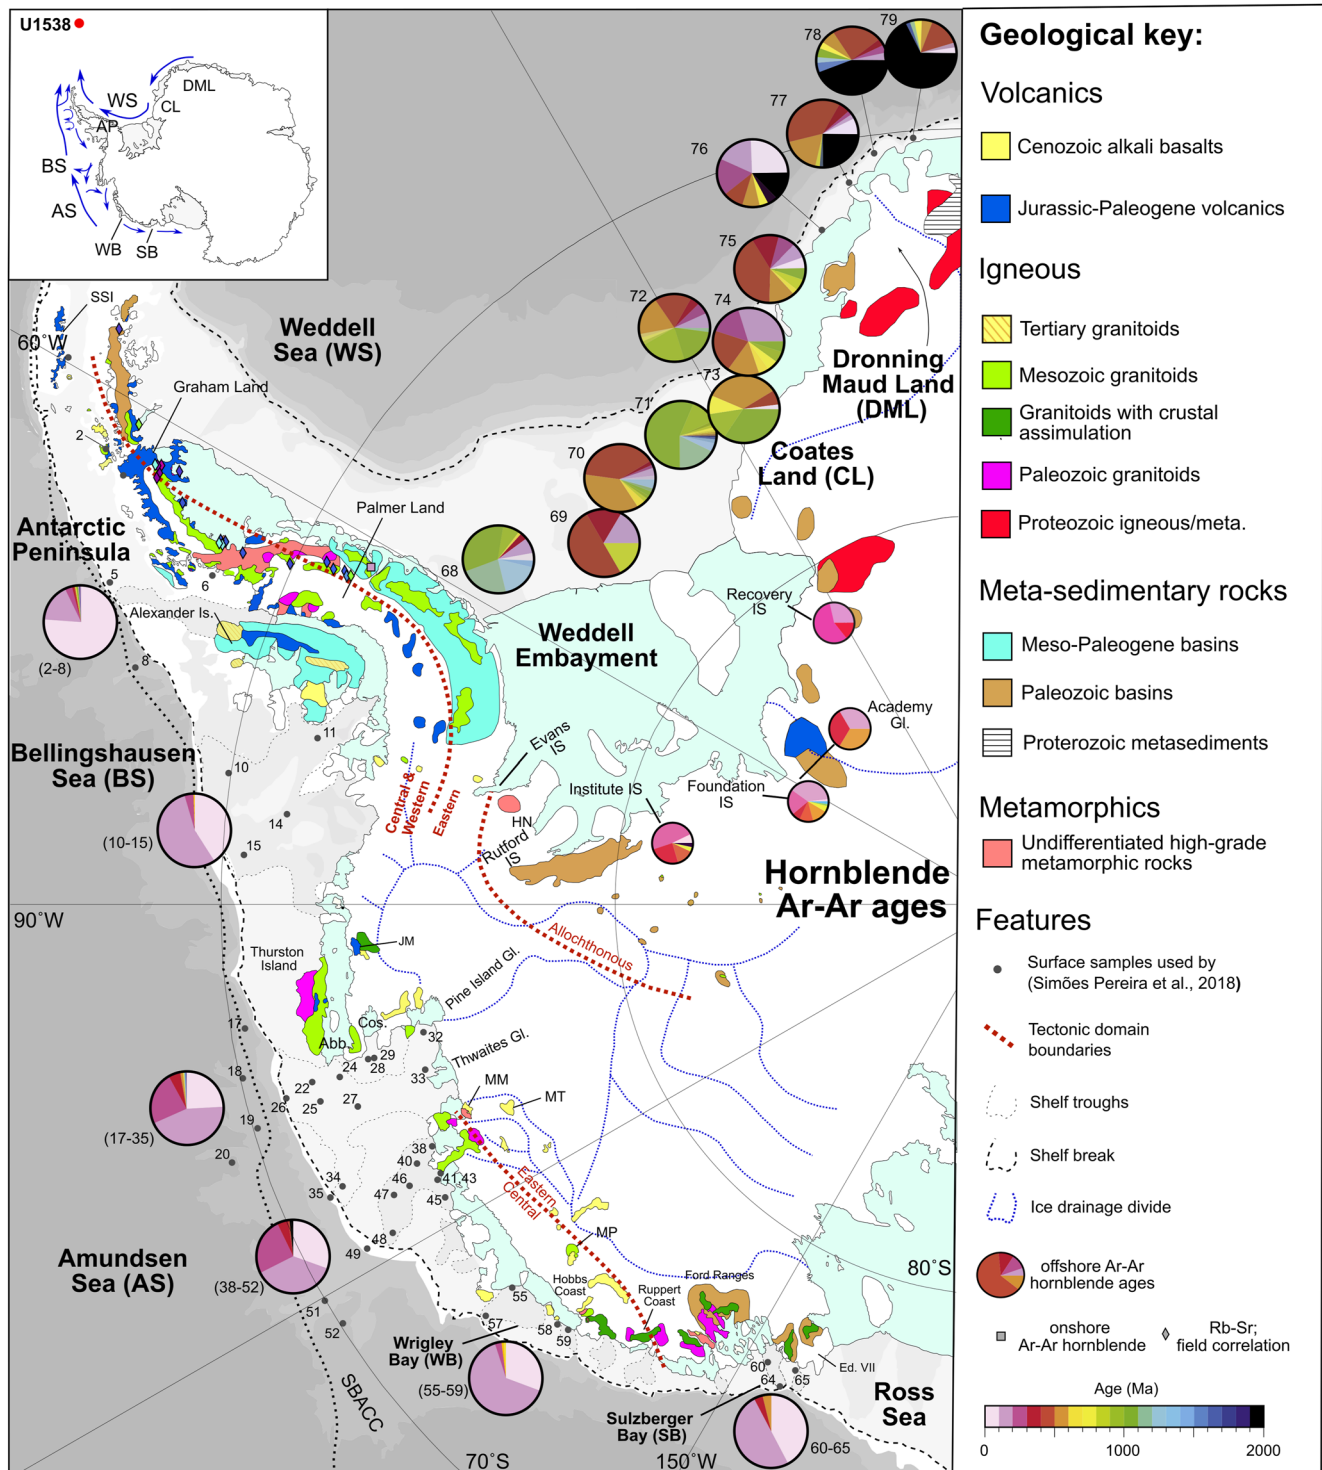 U1538
DML
WS
CL
AP
BS
AS
WB
SB
78
79
77
76
75
72
74
73
71
70
69
68
SSI
60°W
Weddell
Sea (WS)
Graham Land
2
Palmer Land
Antarctic
Peninsula
5
6
Alexander Is.
(2-8)
8
Dronning
Maud Land
(DML)
Coates
Land (CL)
Recovery
IS
Weddell
Embayment
Academy
Gl.
11
Bellingshausen
Sea (BS)
10
14
(10-15)
15
Evans
IS
Institute IS
Foundation
IS
Central &
Western
Eastern
HN
Rutford
IS
Hornblende
Ar-Ar ages
90°W
Allochthonous
Thurston
Island
JM
Pine Island Gl.
Cos.
Abb.
17
32
29
28
Thwaites Gl.
18
24
33
22
26
25
27
MM
MT
(17-35)
19
20
38
40
34
46
41,43
35
47
45
Eastern
Central
48
49
MP
Amundsen
Sea (AS)
(38-52)
80°S
Hobbs
Coast
Ford Ranges
Ruppert
Coast
51
52
55
57
58
59
Wrigley
Bay (WB)
(55-59)
60
64
65
Ed. VII
SBACC
Sulzberger
Bay (SB)
Ross
Sea
60-65
70°S
150°W
Geological key:
Volcanics
Cenozoic alkali basalts
Jurassic-Paleogene volcanics
Igneous
Tertiary granitoids
Mesozoic granitoids
Granitoids with crustal
assimulation
Paleozoic granitoids
Proteozoic igneous/meta.
Meta-sedimentary rocks
Meso-Paleogene basins
Paleozoic basins
Proterozoic metasediments
Metamorphics
Undifferentiated high-grade
metamorphic rocks
Features
Surface samples used by
(Simões Pereira et al., 2018)
Tectonic domain
boundaries
Shelf troughs
Shelf break
Ice drainage divide
offshore Ar-Ar
hornblende ages
onshore
Ar-Ar hornblende
Rb-Sr;
field correlation
Age (Ma)
0
1000
2000